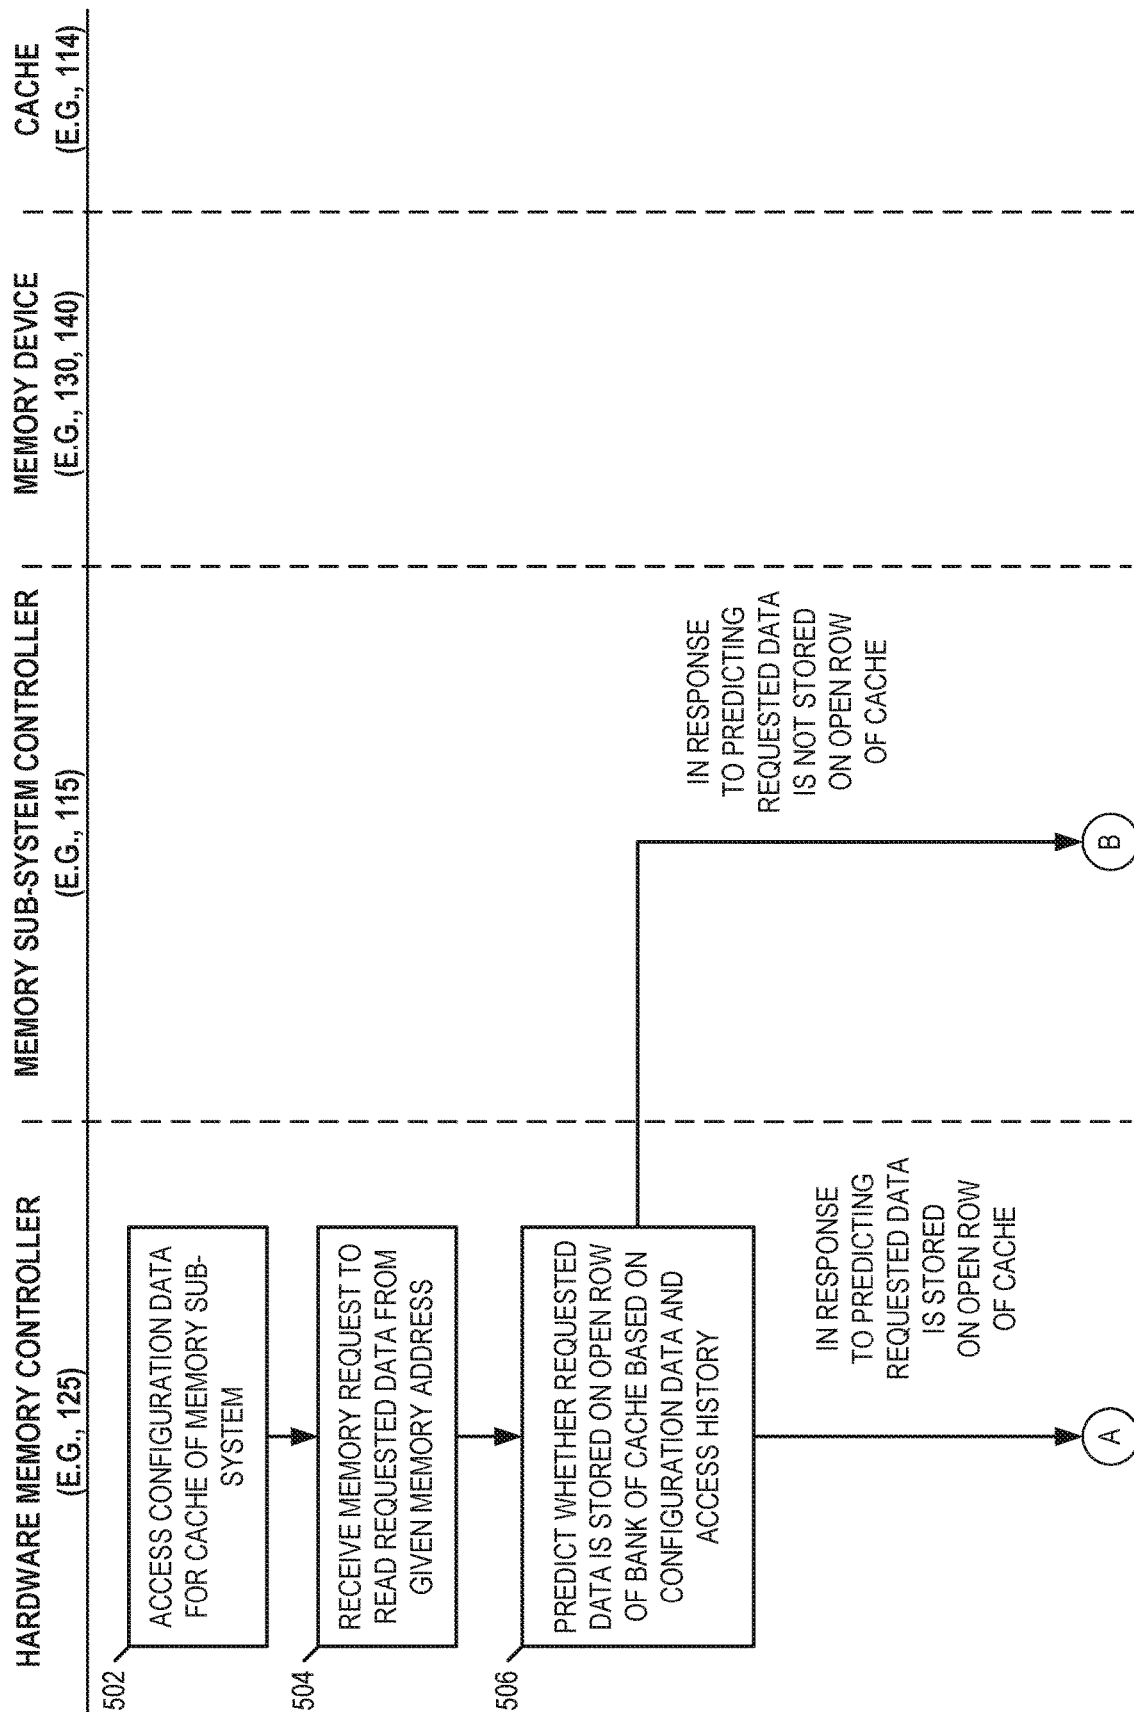 HARDWARE MEMORY CONTROLLER
(E.G., 125)
MEMORY SUB-SYSTEM CONTROLLER
(E.G., 115)
MEMORY DEVICE
(E.G., 130, 140)
CACHE
(E.G., 114)
502
ACCESS CONFIGURATION DATA
FOR CACHE OF MEMORY SUB-
SYSTEM
504
RECEIVE MEMORY REQUEST TO
READ REQUESTED DATA FROM
GIVEN MEMORY ADDRESS
506
PREDICT WHETHER REQUESTED
DATA IS STORED ON OPEN ROW
OF BANK OF CACHE BASED ON
CONFIGURATION DATA AND
ACCESS HISTORY
IN RESPONSE
TO PREDICTING
REQUESTED DATA
IS NOT STORED
ON OPEN ROW
OF CACHE
IN RESPONSE
TO PREDICTING
REQUESTED DATA
IS STORED
ON OPEN ROW
OF CACHE
A
B